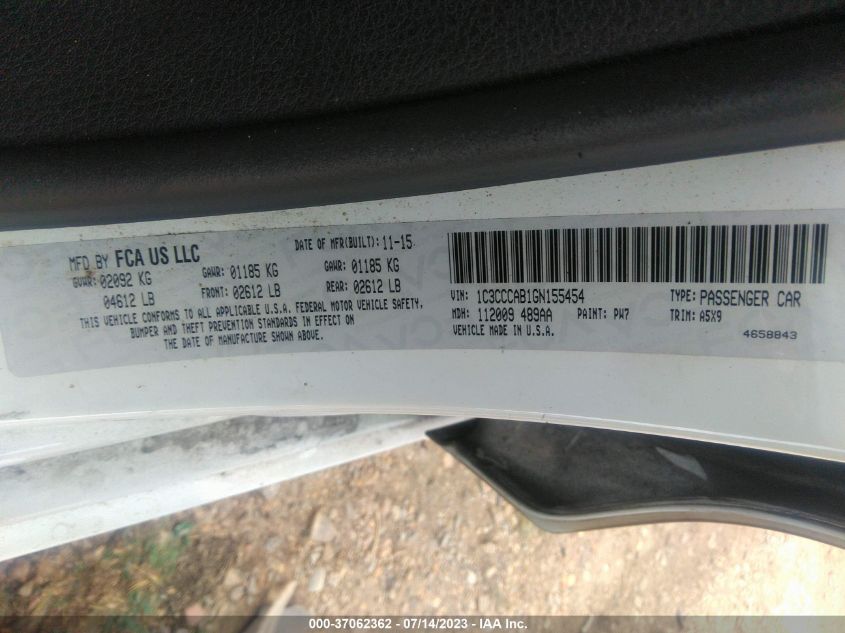 MFD BY FCA US LLC DATE OF MFR(BUILT): 11-15
GVWR: 02092 KG GAWR: 01185 KG GAWR: 01185 KG
04612 LB FRONT: 02612 LB REAR: 02612 LB
THIS VEHICLE CONFORMS TO ALL APPLICABLE U.S.A. FEDERAL MOTOR VEHICLE SAFETY,
BUMPER AND THEFT PREVENTION STANDARDS IN EFFECT ON
THE DATE OF MANUFACTURE SHOWN ABOVE.
VIN: 1C3CCCAB1GN155454 TYPE: PASSENGER CAR
MDH: 112009 489AA PAINT: PW7 TRIM: A5X9
VEHICLE MADE IN U.S.A. 4658843
000-37062362 / 07/14/2023 / IAA Inc.